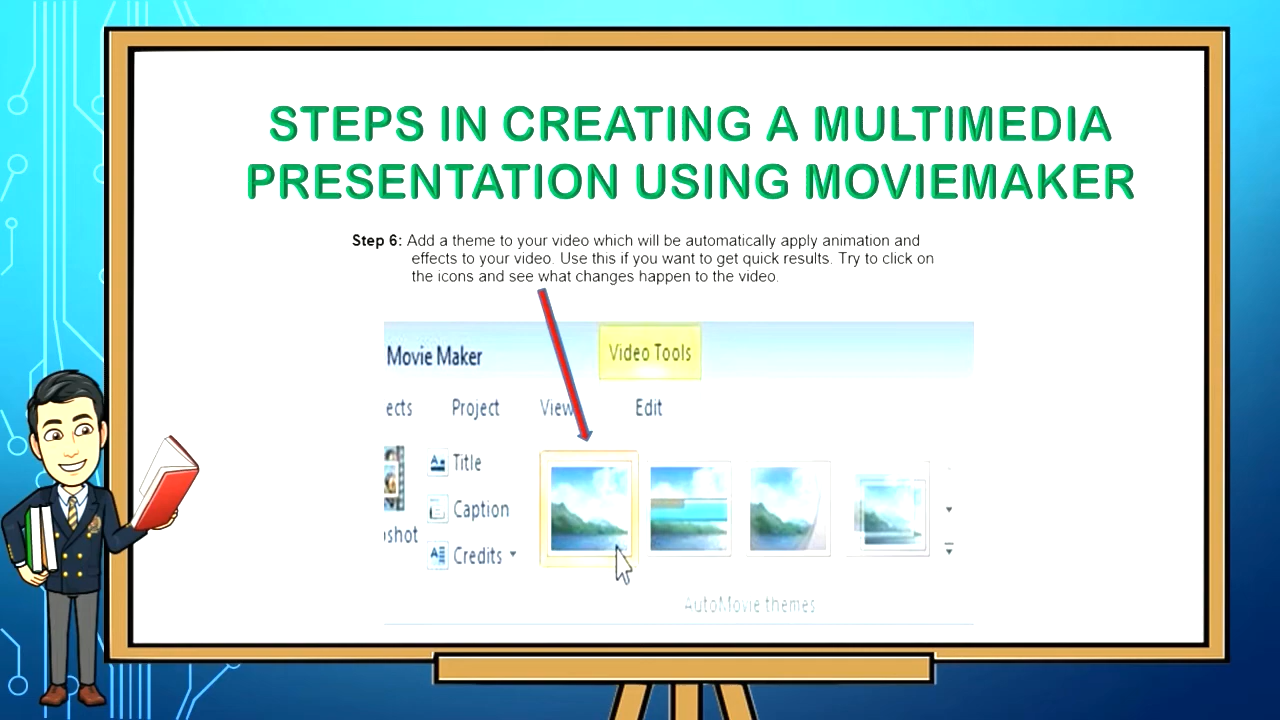 STEPS IN CREATING A MULTIMEDIA
PRESENTATION USING MOVIEMAKER
Step 6: Add a theme to your video which will be automatically apply animation and
effects to your video. Use this if you want to get quick results. Try to click on
the icons and see what changes happen to the video.
Movie Maker
Video Tools
ects Project View Edit
Title
Caption
shot
Credits
AutoMovie themes